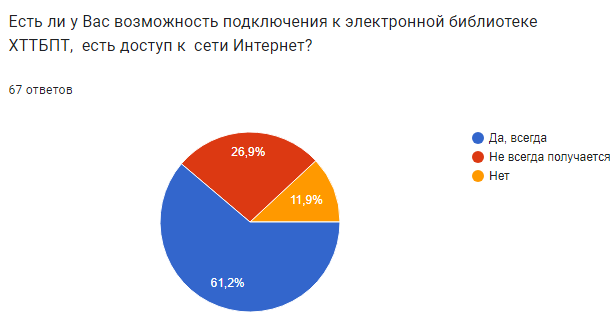 Есть ли у Вас возможность подключения к электронной библиотеке
ХТТБПТ,  есть доступ к  сети Интернет?
67 ответов
26,9%
11,9%
61,2%
Да, всегда
Не всегда получается
Нет